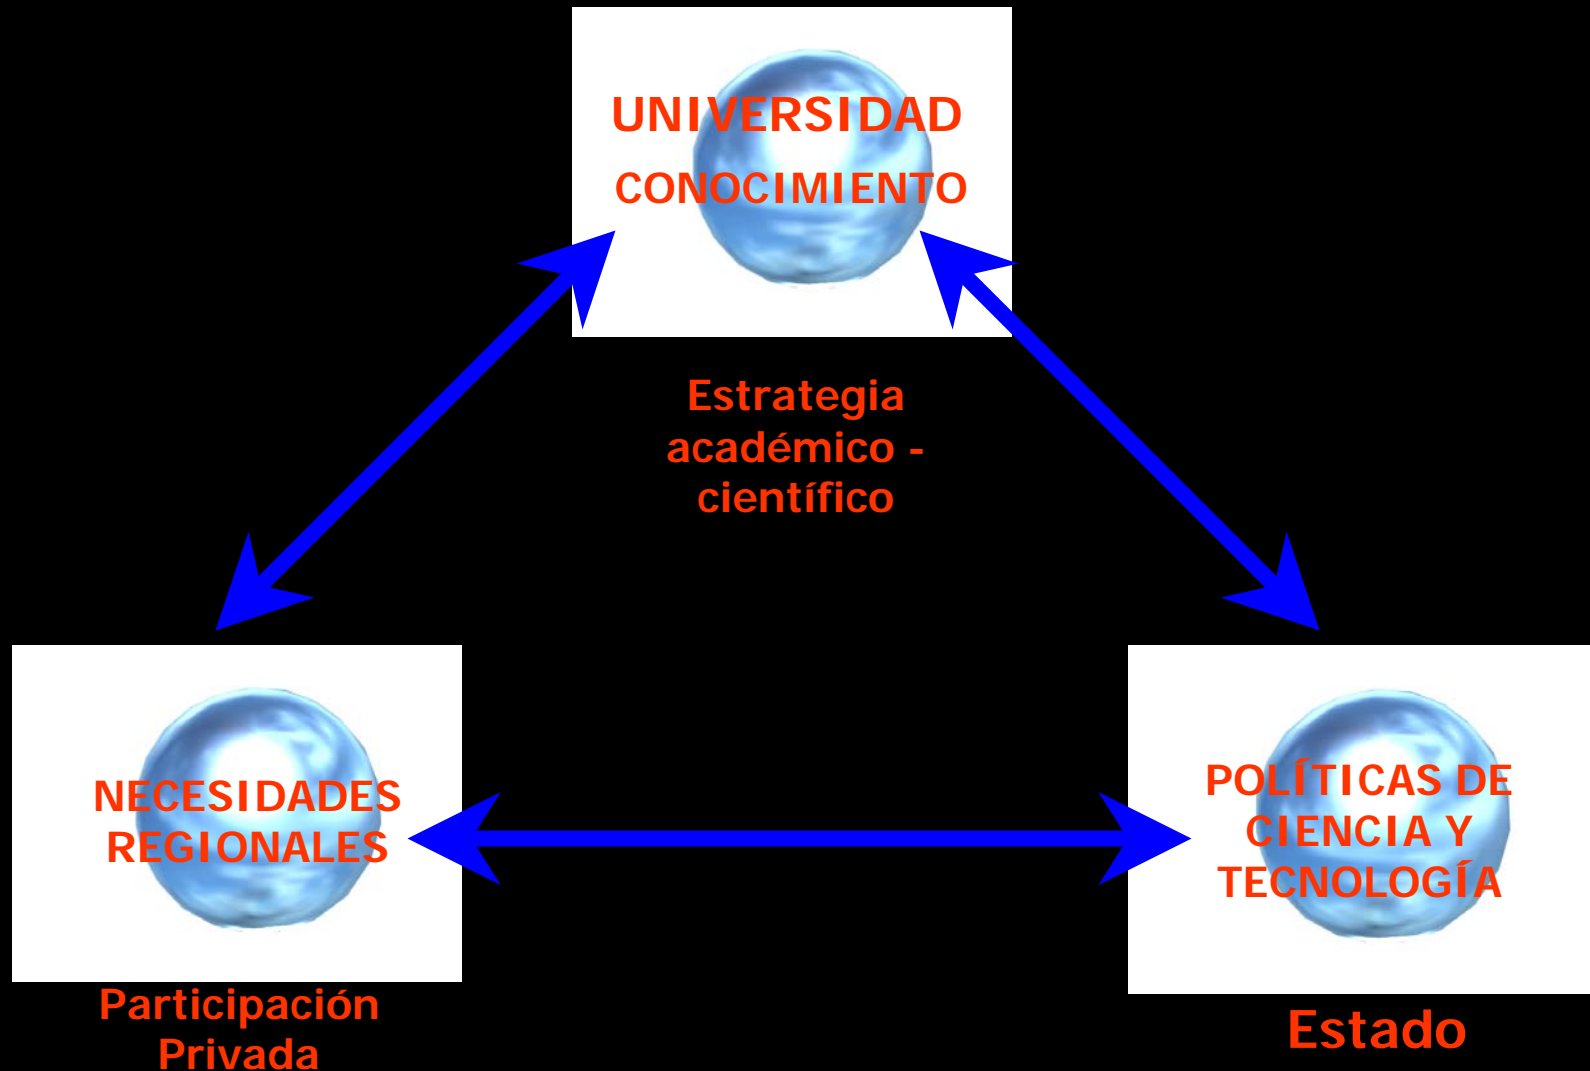 UNIVERSIDAD
CONOCIMIENTO
Estrategia
académico -
científico
NECESIDADES
REGIONALES
Participación
Privada
POLÍTICAS DE
CIENCIA Y
TECNOLOGÍA
Estado